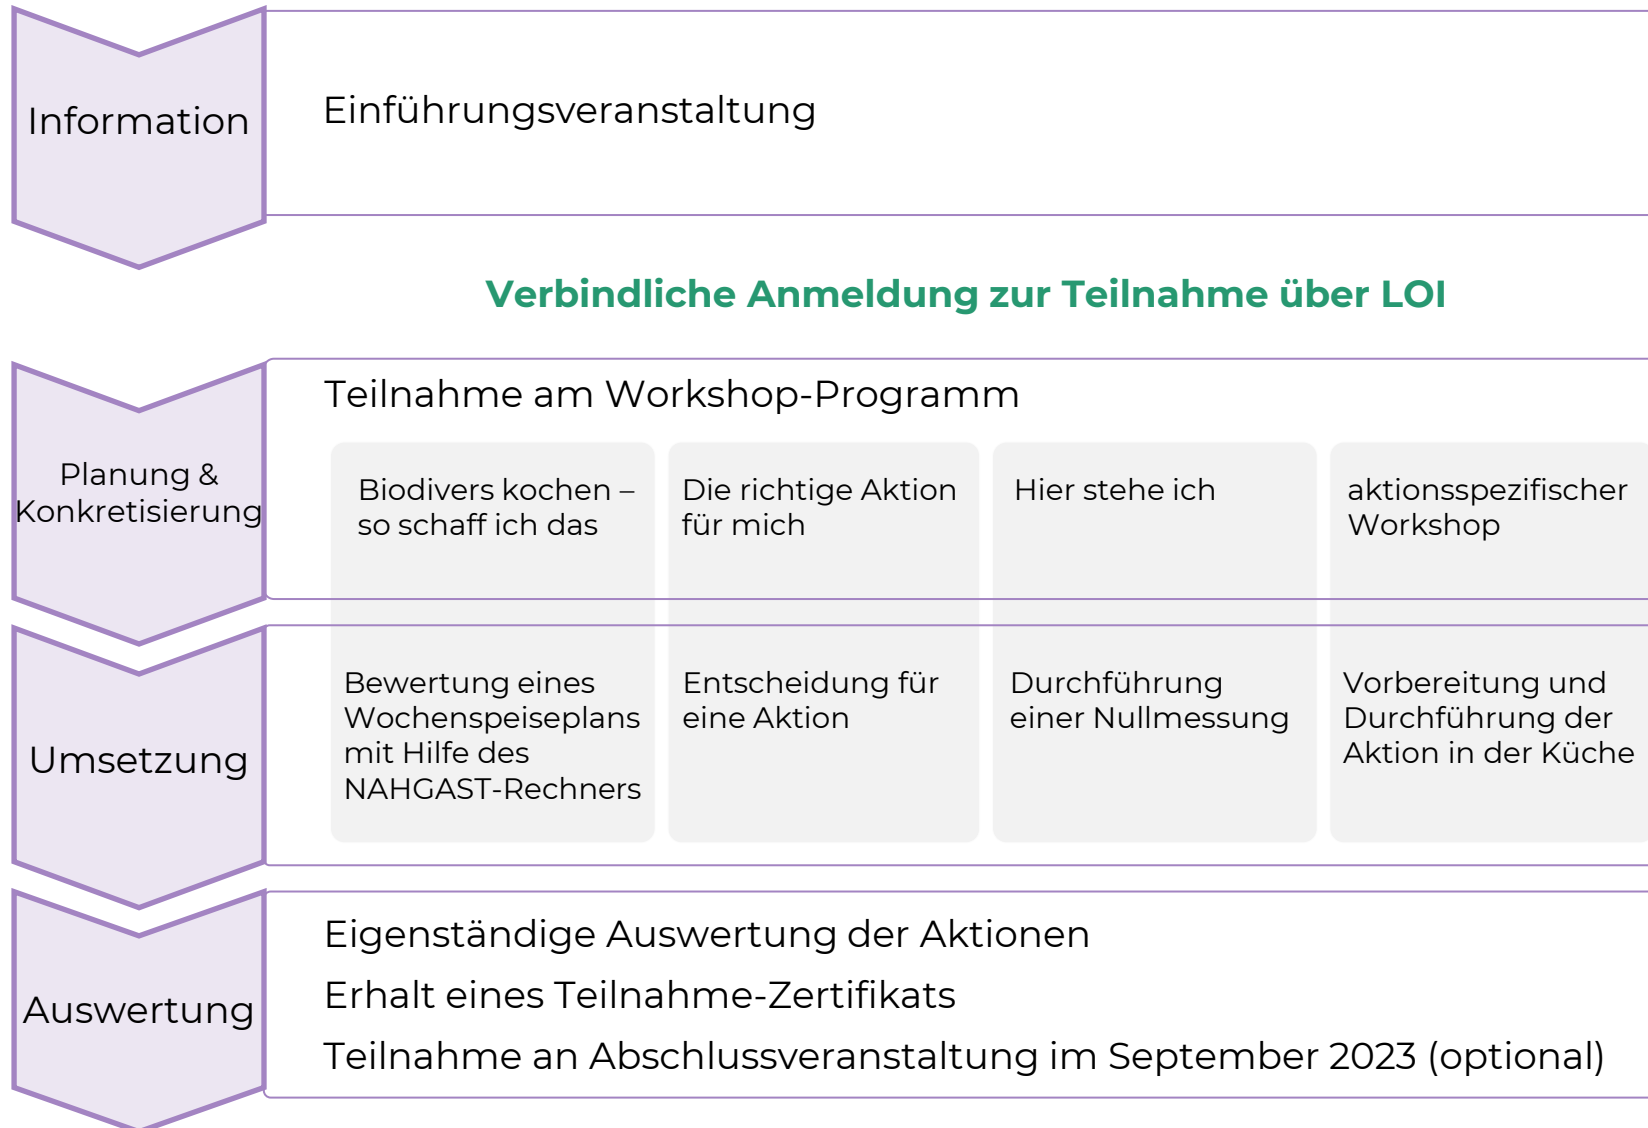 Information
Einführungsveranstaltung
Verbindliche Anmeldung zur Teilnahme über LOI
Planung &
Konkretisierung
Teilnahme am Workshop-Programm
Biodivers kochen –
so schaff ich das
Die richtige Aktion
für mich
Hier stehe ich
aktionsspezifischer
Workshop
Umsetzung
Bewertung eines
Wochenspeiseplans
mit Hilfe des
NAHGAST-Rechners
Entscheidung für
eine Aktion
Durchführung
einer Nullmessung
Vorbereitung und
Durchführung der
Aktion in der Küche
Auswertung
Eigenständige Auswertung der Aktionen
Erhalt eines Teilnahme-Zertifikats
Teilnahme an Abschlussveranstaltung im September 2023 (optional)